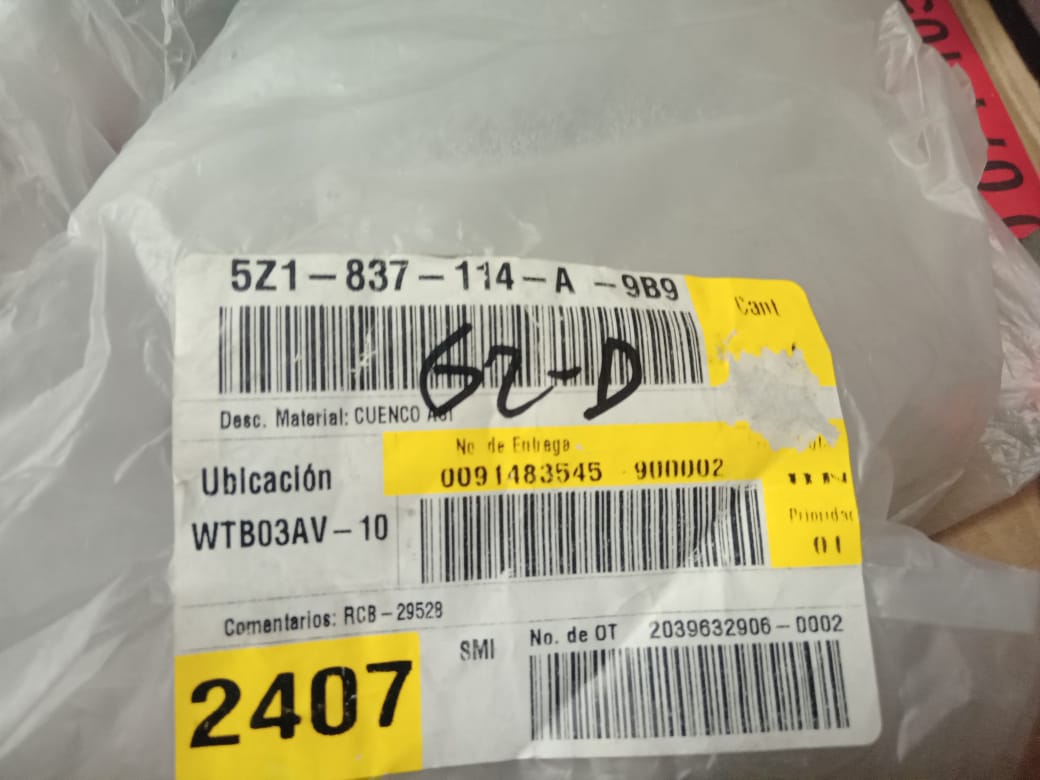 5Z1-837-114-A -9B9
Cant
GZ-D
Desc. Material: CUENCO
No de Entrega
0091483545 900002
Ubicación
WTB03AV-10
Prioridad
01
Comentarios: RCB-29528
SMI
No. de OT 2039632906-0002
2407